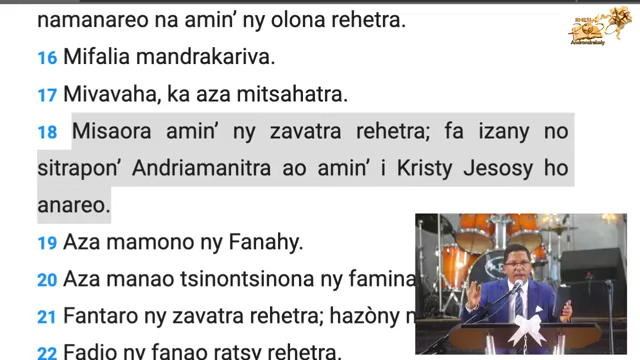 namanareo na amin’ ny olona rehetra.
16 Mifalia mandrakariva.
17 Mivavaha, ka aza mitsahatra.
18 Misaora amin’ ny zavatra rehetra; fa izany no
sitrapon’ Andriamanitra ao amin’ i Kristy Jesosy ho
anareo.
19 Aza mamono ny Fanahy.
20 Aza manao tsinontsinona ny famina
21 Fantaro ny zavatra rehetra; hazòny
22 Fadio ny fanao ratsy rehetra.